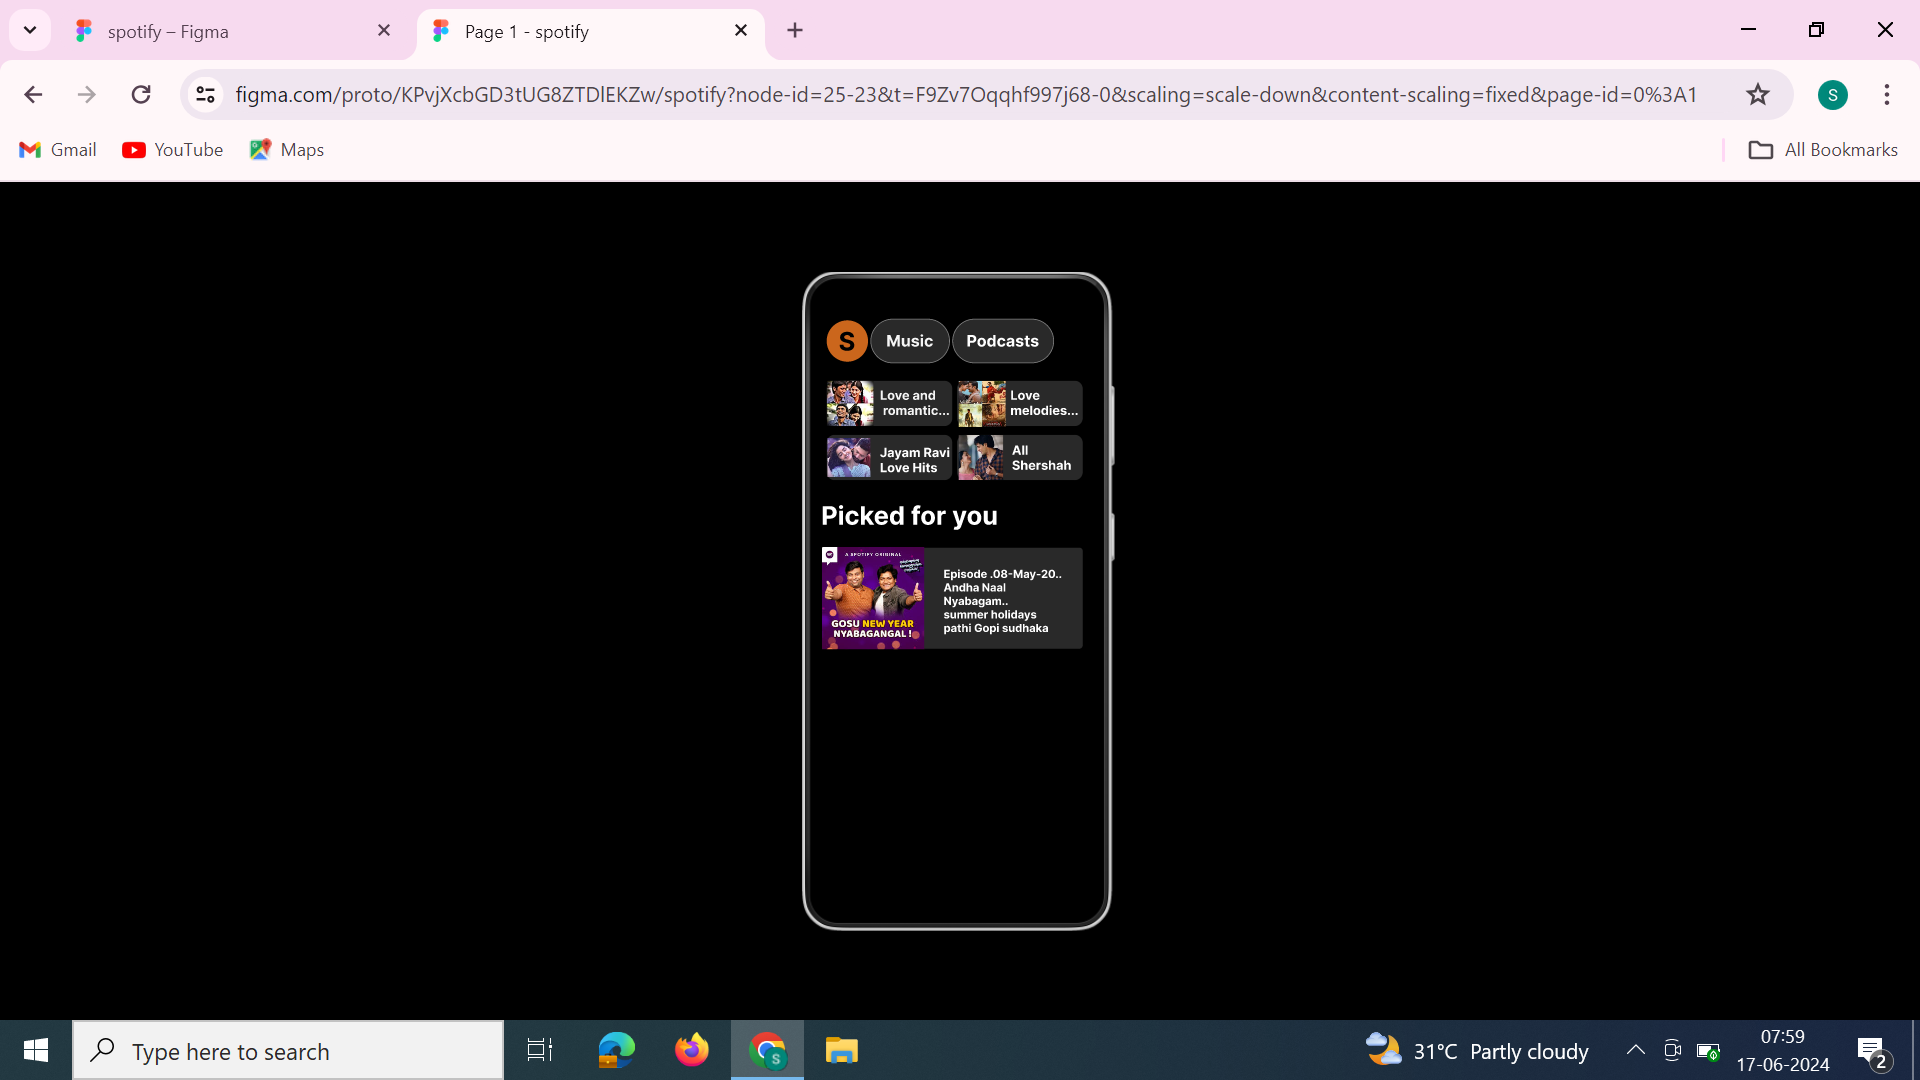 spotify – Figma
Page 1 - spotify
figma.com/proto/KPvjXcbGD3tUG8ZTDlEKZw/spotify?node-id=25-23&t=F9Zv7Oqqhf997j68-0&scaling=scale-down&content-scaling=fixed&page-id=0%3A1
S
Gmail
YouTube
Maps
All Bookmarks
S
Music
Podcasts
Love and
romantic...
Love
melodies...
Jayam Ravi
Love Hits
All
Shershah
Picked for you
A SPOTIFY ORIGINAL
GOSU NEW YEAR
NYABAGANGAL !
Episode .08-May-20..
Andha Naal
Nyabagam..
summer holidays
pathi Gopi sudhaka
Type here to search
S
31°C Partly cloudy
07:59
17-06-2024
2